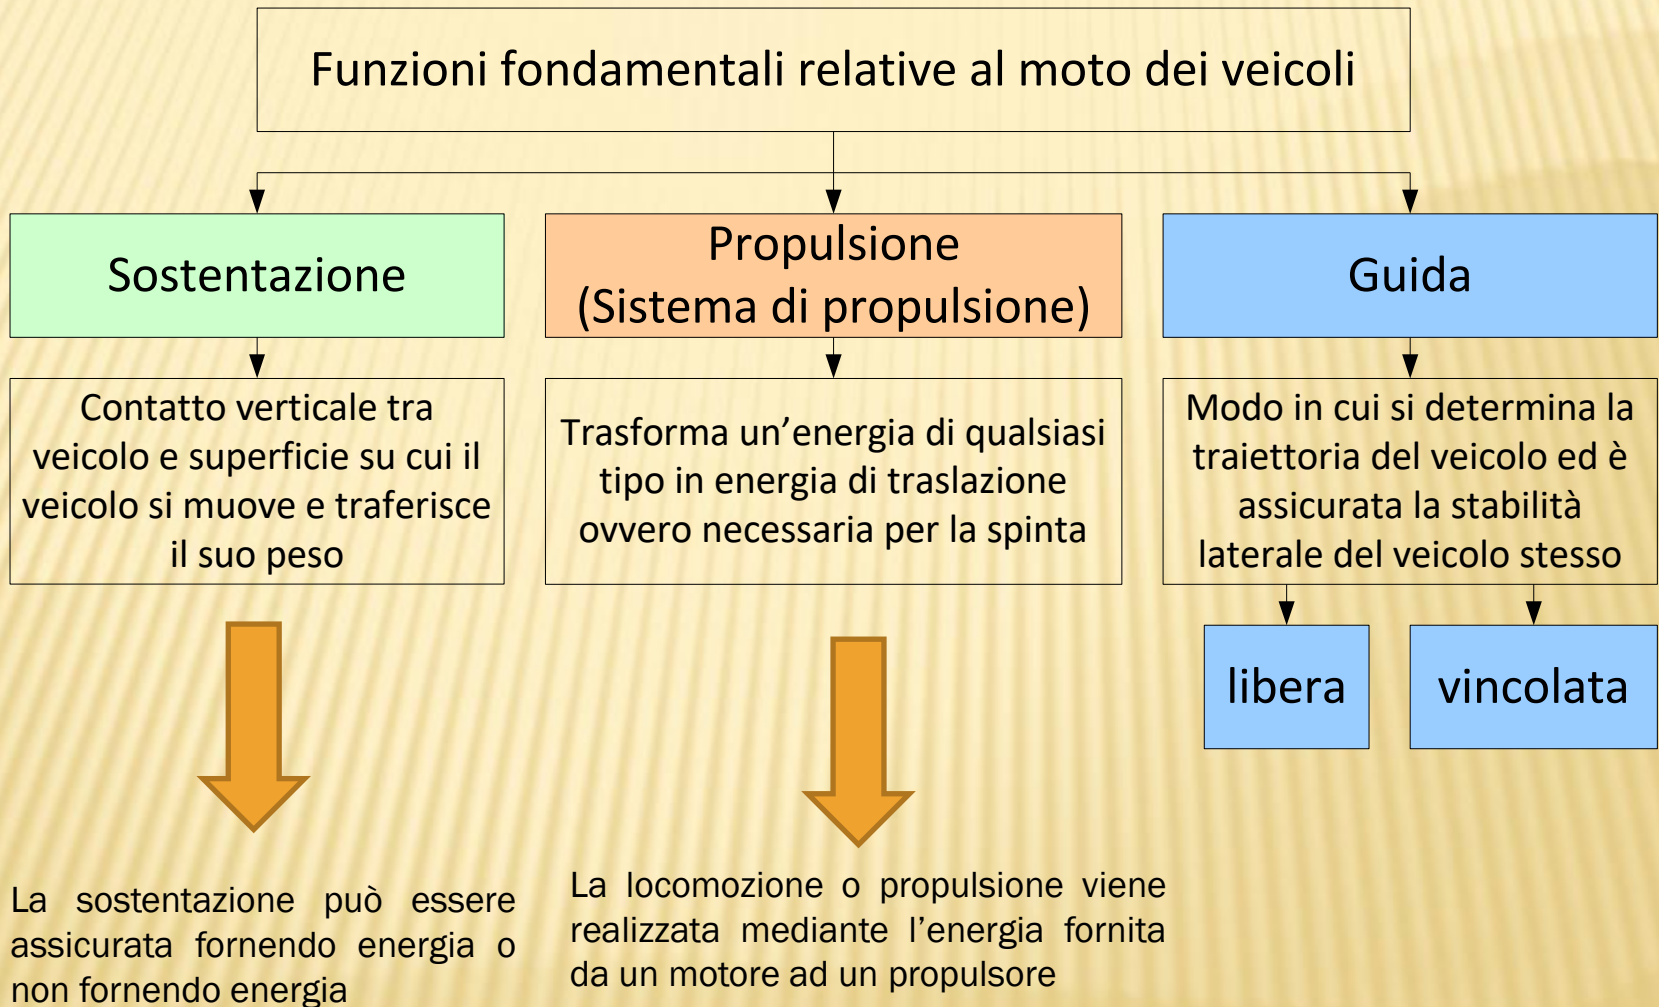 Funzioni fondamentali relative al moto dei veicoli
Sostentazione
Propulsione
(Sistema di propulsione)
Guida
Contatto verticale tra
veicolo e superficie su cui il
veicolo si muove e traferisce
il suo peso
Trasforma un’energia di qualsiasi
tipo in energia di traslazione
ovvero necessaria per la spinta
Modo in cui si determina la
traiettoria del veicolo ed è
assicurata la stabilità
laterale del veicolo stesso
libera
vincolata
La sostentazione può essere
assicurata fornendo energia o
non fornendo energia
La locomozione o propulsione viene
realizzata mediante l’energia fornita
da un motore ad un propulsore